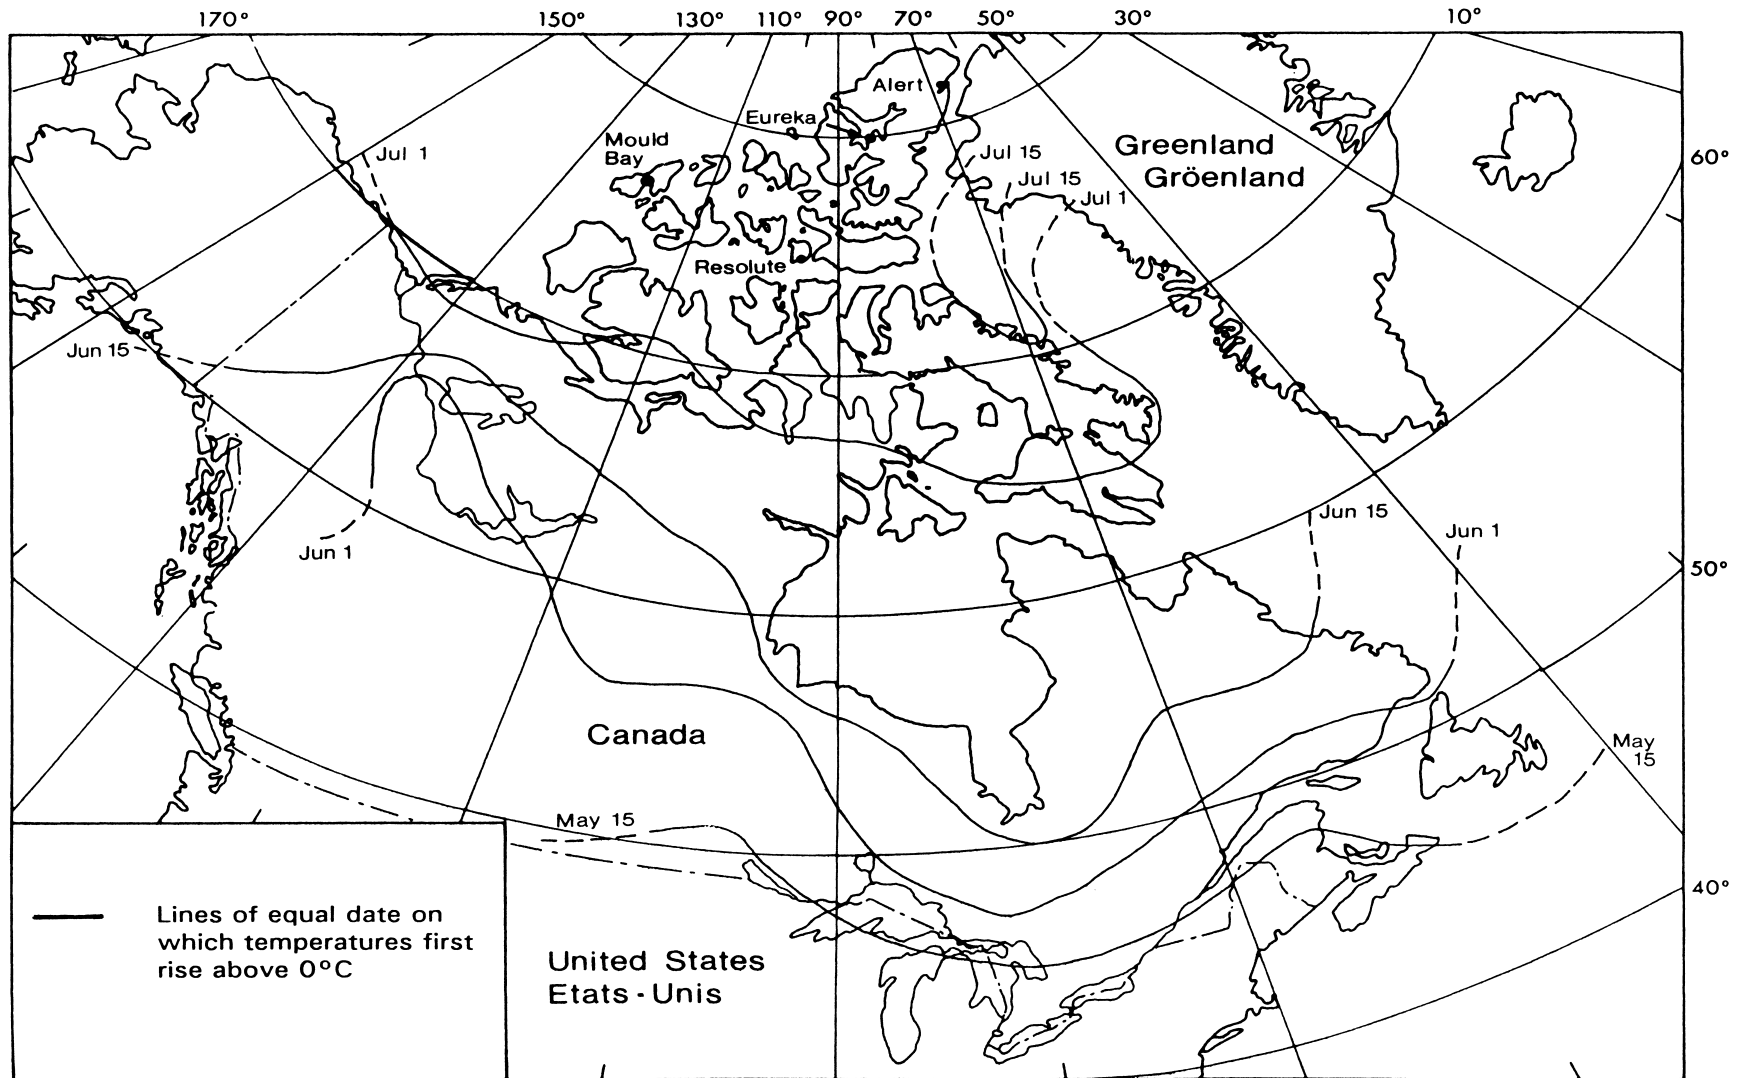 170° 150° 130° 110° 90° 70° 50° 30° 10°
Alert
Eureka
Mould
Bay
Jul 1
Jul 15
Greenland
Gröenland
60°
Jul 15
Jul 1
Resolute
Jun 15
Jun 15
Jun 1
Jun 1
50°
Canada
May
15
May 15
40°
Lines of equal date on
which temperatures first
rise above 0°C
United States
Etats - Unis